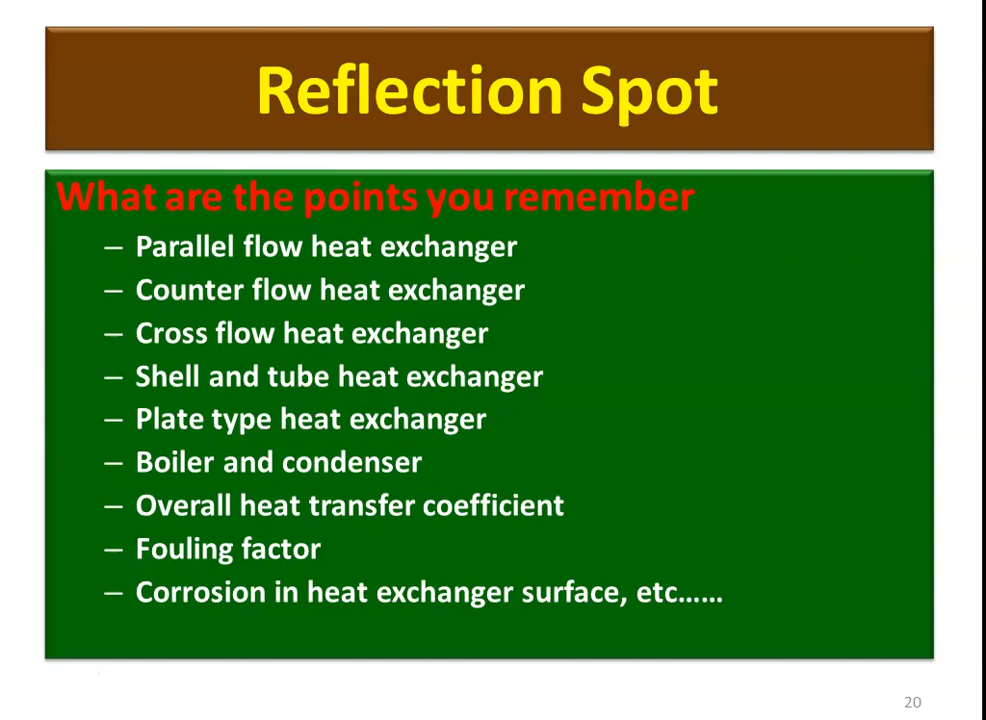 Reflection Spot
What are the points you remember
– Parallel flow heat exchanger
– Counter flow heat exchanger
– Cross flow heat exchanger
– Shell and tube heat exchanger
– Plate type heat exchanger
– Boiler and condenser
– Overall heat transfer coefficient
– Fouling factor
– Corrosion in heat exchanger surface, etc……
20